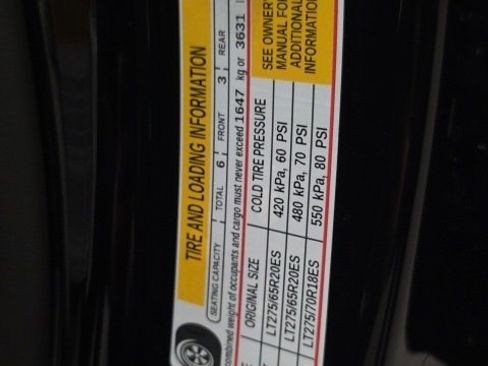 TIRE AND LOADING INFORMATION
SEATING CAPACITY TOTAL 6 FRONT 3 REAR
combined weight of occupants and cargo must never exceed 1647 kg or 3631
ORIGINAL SIZE COLD TIRE PRESSURE SEE OWNER'
LT275/65R20ES 420 kPa, 60 PSI MANUAL FOR
LT275/65R20ES 480 kPa, 70 PSI ADDITIONAL
LT275/70R18ES 550 kPa, 80 PSI INFORMATION